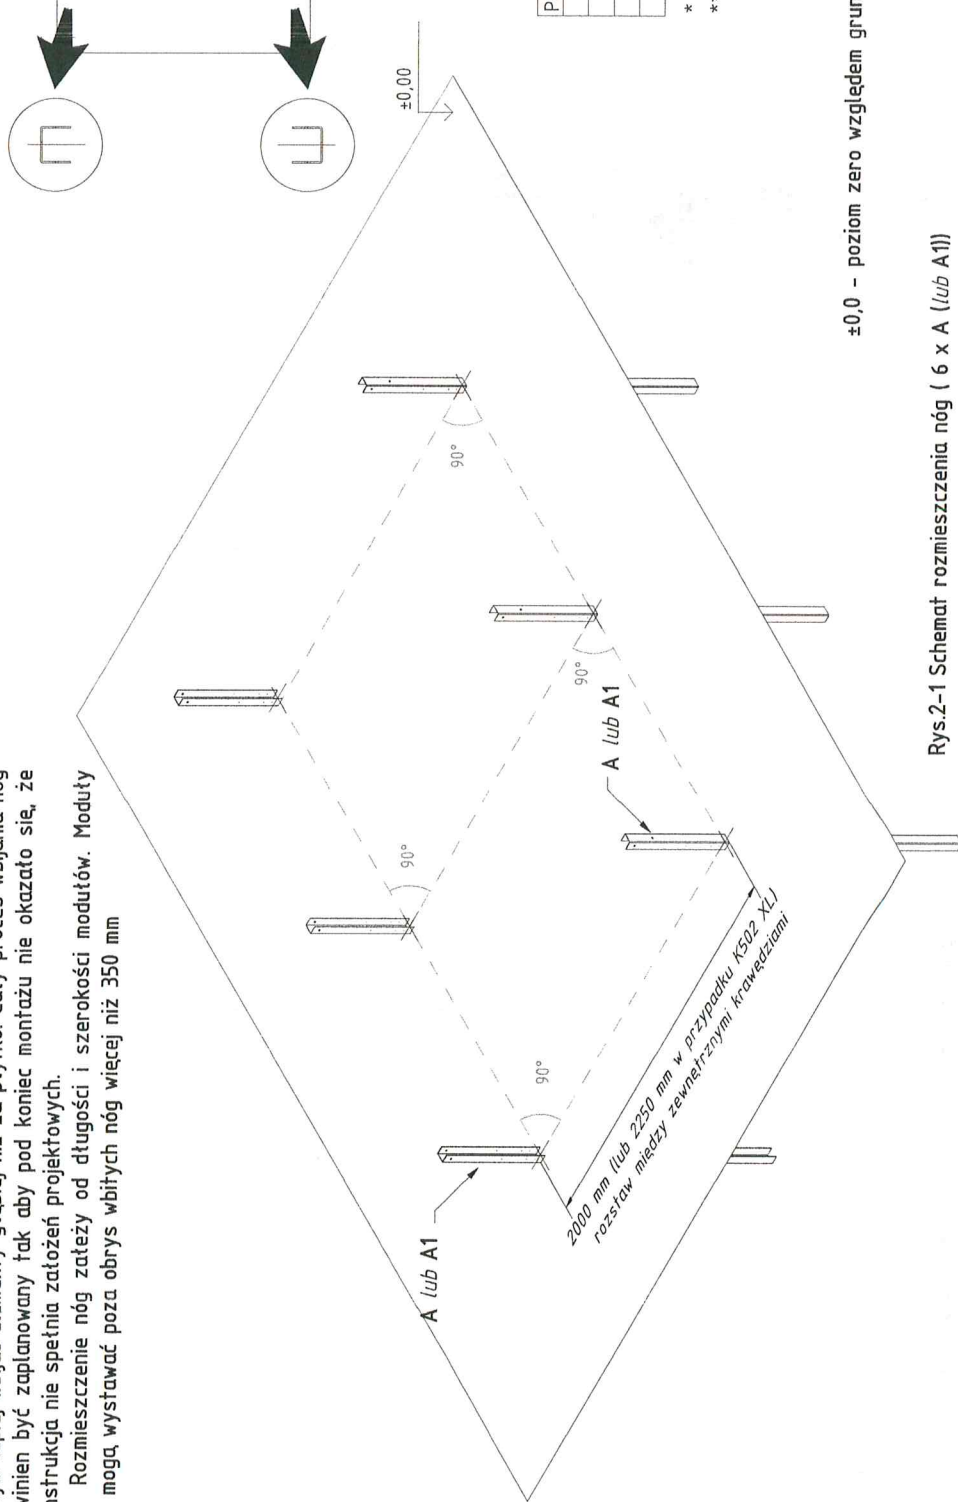 winien być zaplanowany tak aby pod koniec montażu nie okazało się, że
nstrukcja nie spełnia założeń projektowych.
Rozmieszczenie nóg zależy od długości i szerokości modułów. Moduły
mogą wystawać poza obrys wbitych nóg więcej niż 350 mm
±0,00
90°
90°
90°
90°
A lub A1
A lub A1
2000 mm (lub 2250 mm w przypadku K502 XL)
rozstaw między zewnętrznymi krawędziami
P
*
**
±0,0 - poziom zero względem grun
Rys.2-1 Schemat rozmieszczenia nóg ( 6 x A (lub A1))